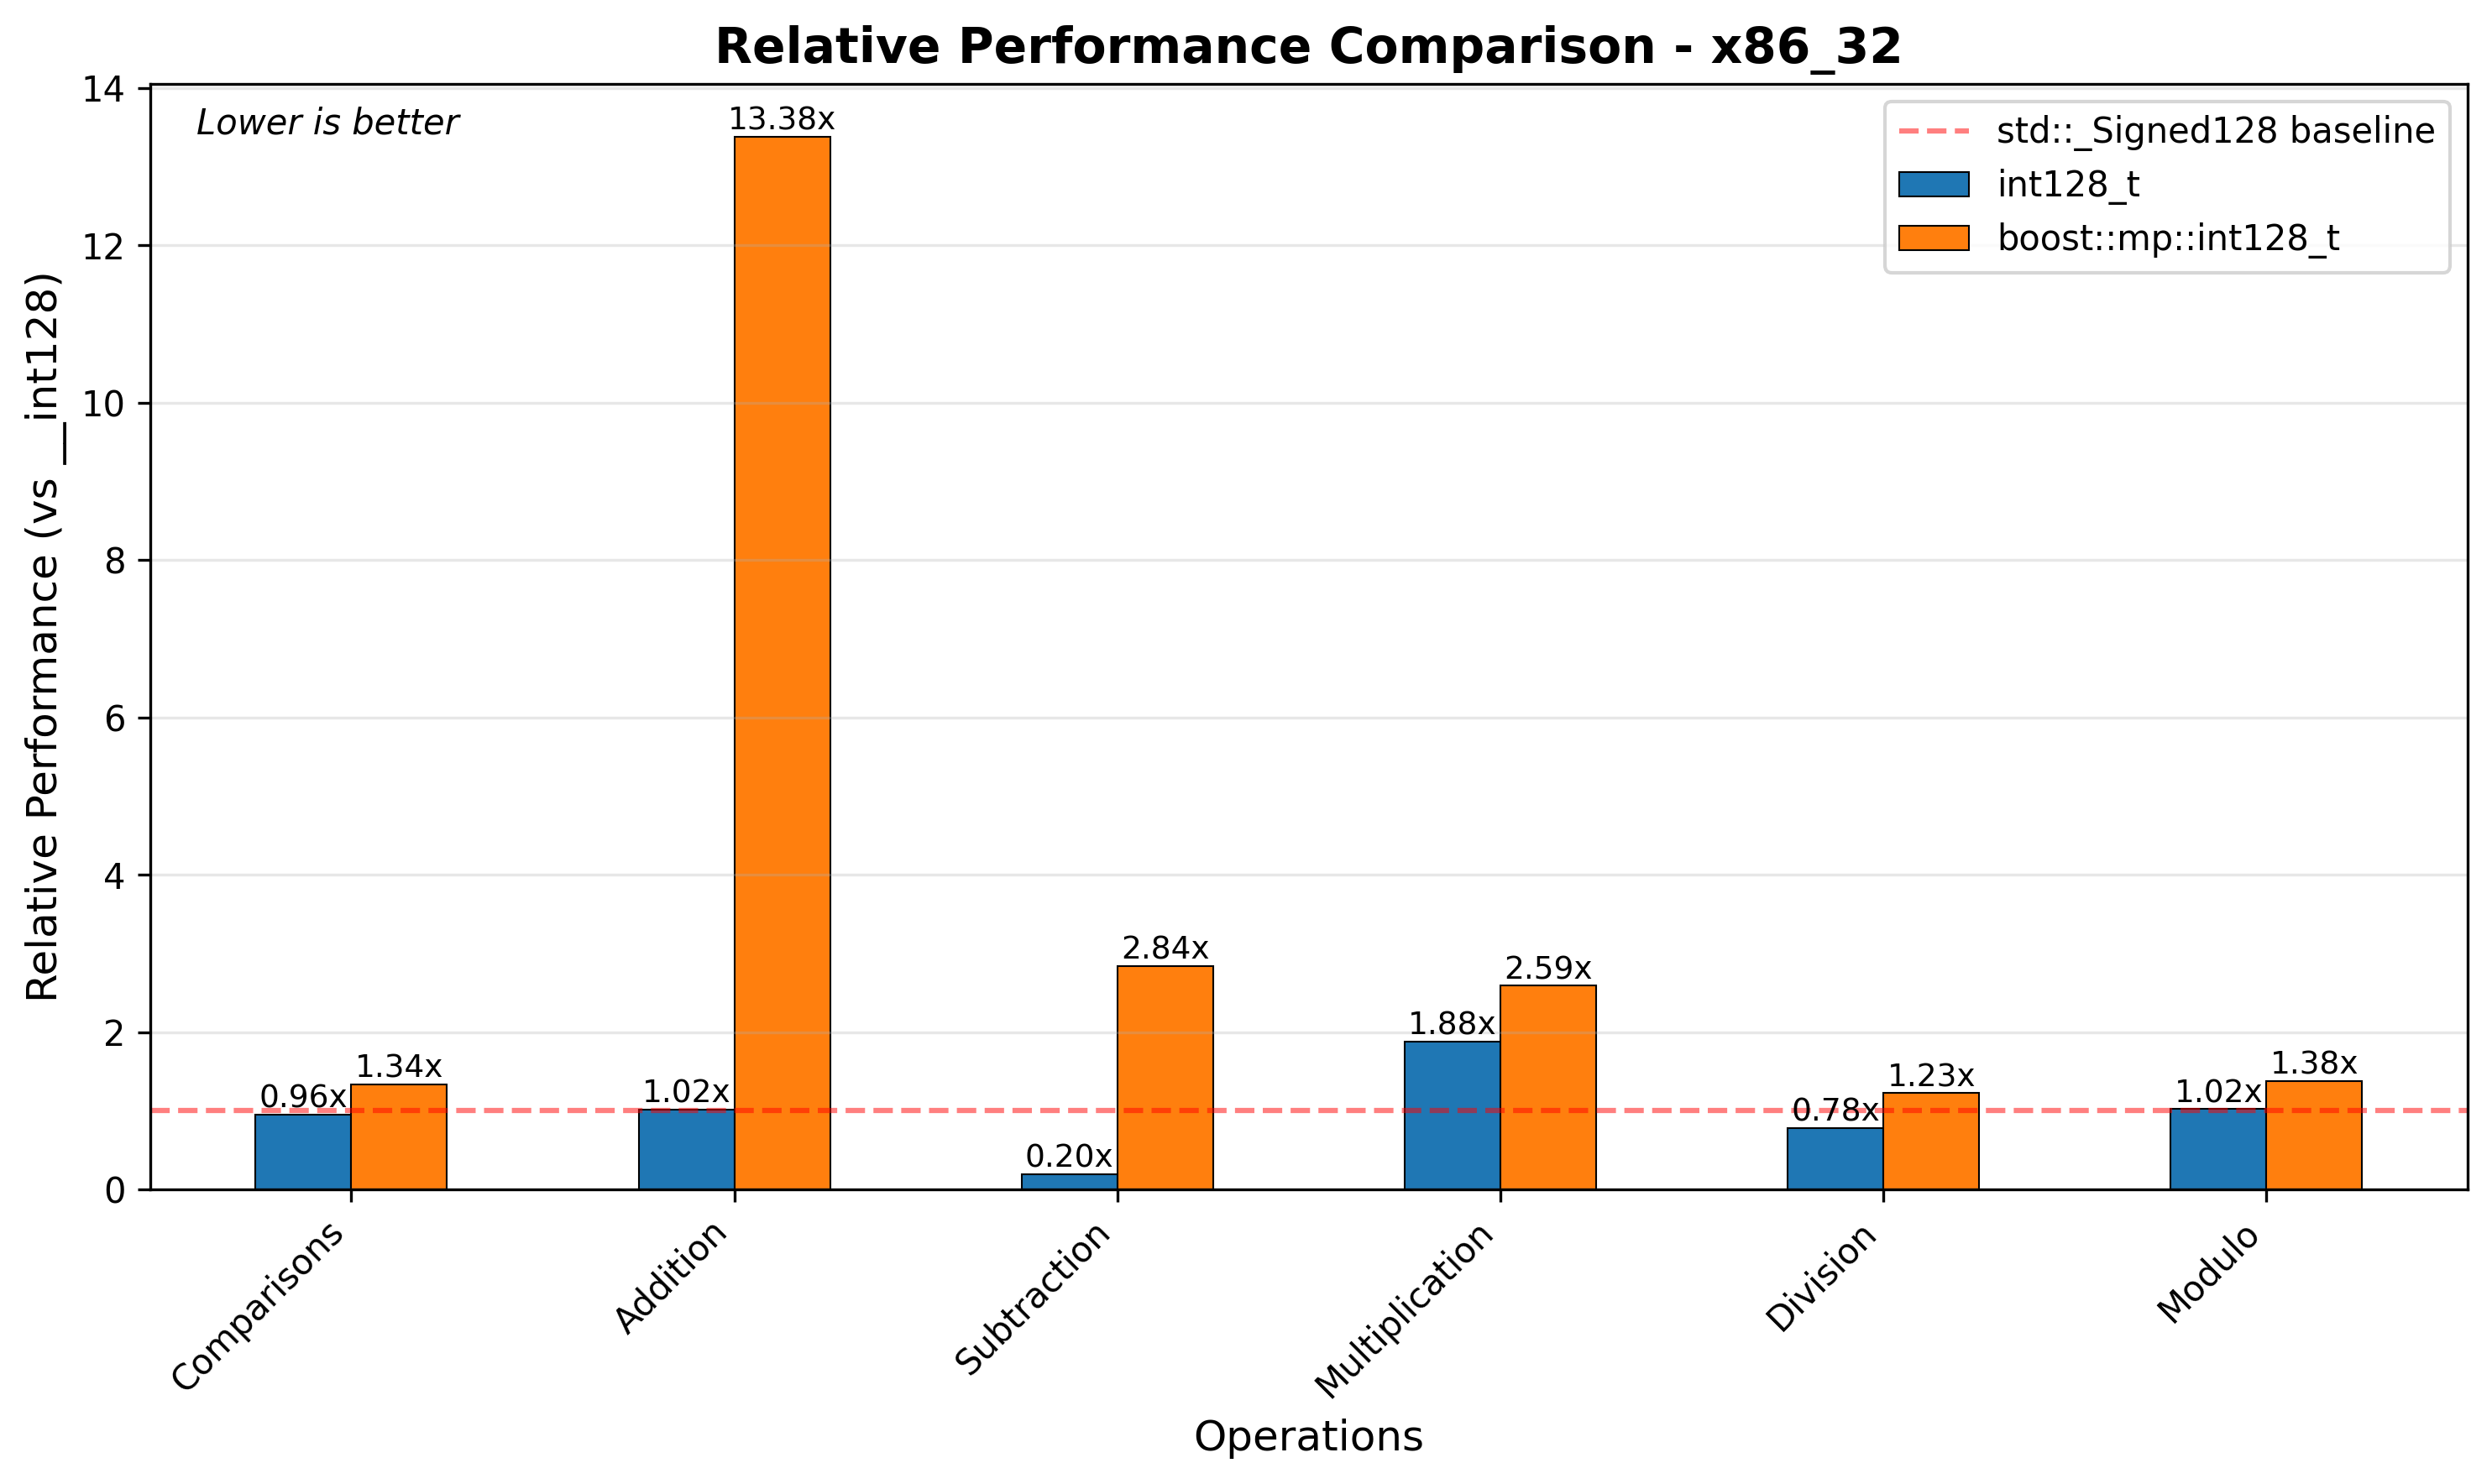 Relative Performance Comparison - x86_32
Lower is better
std::_Signed128 baseline
int128_t
boost::mp::int128_t
Relative Performance (vs __int128)
14
12
10
8
6
4
2
0
0.96x
1.34x
1.02x
13.38x
0.20x
2.84x
1.88x
2.59x
0.78x
1.23x
1.02x
1.38x
Comparisons
Addition
Subtraction
Multiplication
Division
Modulo
Operations